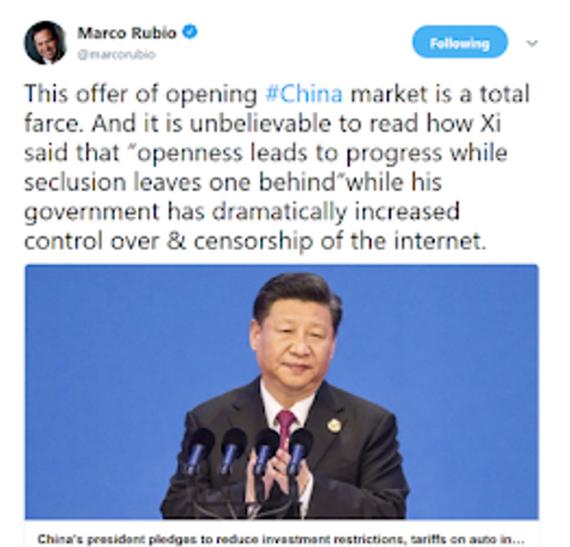 Marco Rubio
@marcorubio
Following
This offer of opening #China market is a total
farce. And it is unbelievable to read how Xi
said that "openness leads to progress while
seclusion leaves one behind"while his
government has dramatically increased
control over & censorship of the internet.
China's president pledges to reduce investment restrictions, tariffs on auto in...